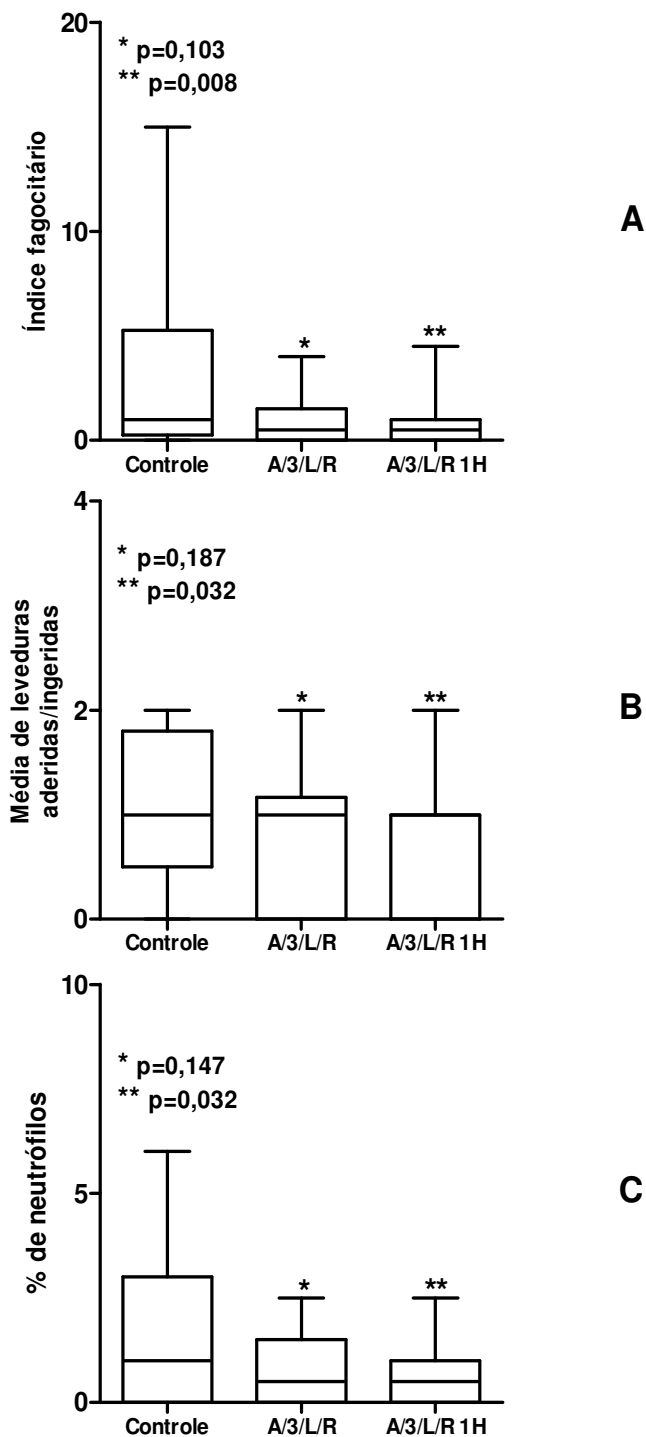 20
* p=0,103
** p=0,008
Índice fagocitário
10
A
*
**
0
Controle
A/3/L/R
A/3/L/R 1H
4
* p=0,187
** p=0,032
Média de leveduras
aderidas/ingeridas
2
*
**
B
0
Controle
A/3/L/R
A/3/L/R 1H
10
* p=0,147
** p=0,032
% de neutrófilos
5
C
*
**
0
Controle
A/3/L/R
A/3/L/R 1H